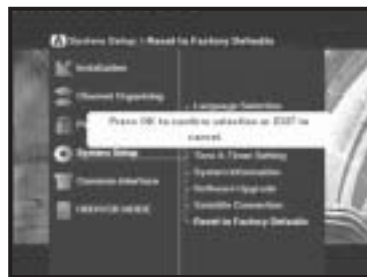 System Setup > Reset to Factory Defaults
Installation
Channel Organizing
Language Selection
Press OK to confirm selection or EXIT to
cancel
System Setup
Time & Timer Setting
System Information
Common Interface
Software Upgrade
Satellite Connection
Reset to Factory Defaults